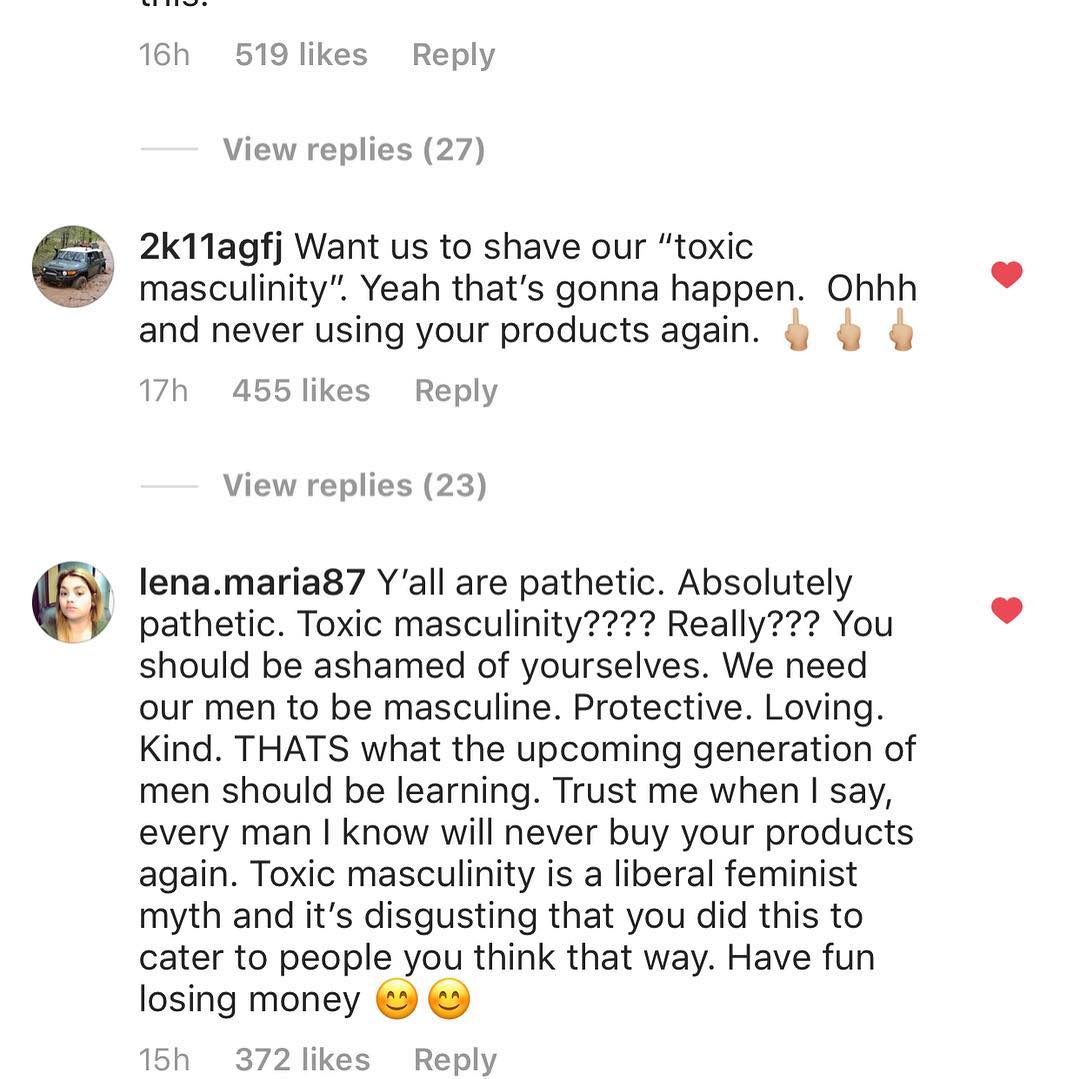 this.
16h 519 likes Reply
View replies (27)
2k11agfj Want us to shave our “toxic
masculinity”. Yeah that’s gonna happen.  Ohhh
and never using your products again. 🖕🏼🖕🏼🖕🏼
17h 455 likes Reply
View replies (23)
lena.maria87 Y’all are pathetic. Absolutely
pathetic. Toxic masculinity???? Really??? You
should be ashamed of yourselves. We need
our men to be masculine. Protective. Loving.
Kind. THATS what the upcoming generation of
men should be learning. Trust me when I say,
every man I know will never buy your products
again. Toxic masculinity is a liberal feminist
myth and it’s disgusting that you did this to
cater to people you think that way. Have fun
losing money 😊😊
15h 372 likes Reply